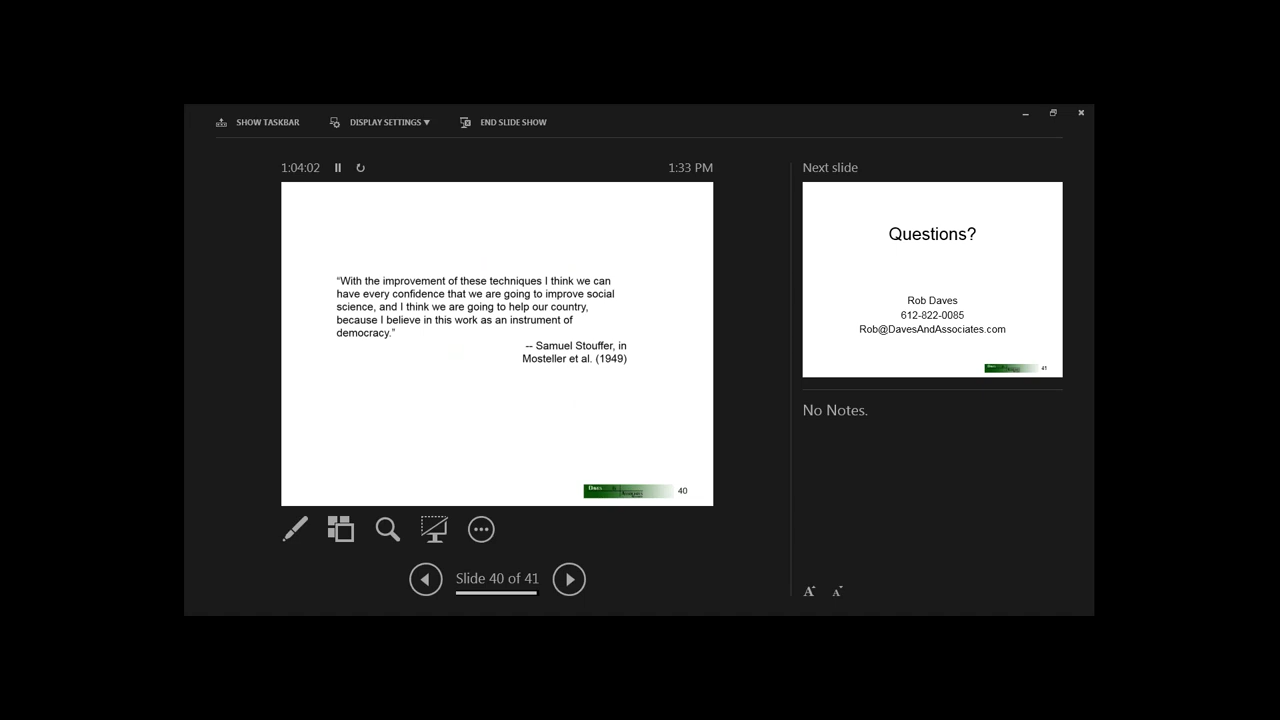 SHOW TASKBAR
DISPLAY SETTINGS ▼
END SLIDE SHOW
1:04:02
1:33 PM
Next slide
“With the improvement of these techniques I think we can
have every confidence that we are going to improve social
science, and I think we are going to help our country,
because I believe in this work as an instrument of
democracy.”
-- Samuel Stouffer, in
Mosteller et al. (1949)
40
Questions?
Rob Daves
612-822-0085
Rob@DavesAndAssociates.com
41
No Notes.
Slide 40 of 41
A
A